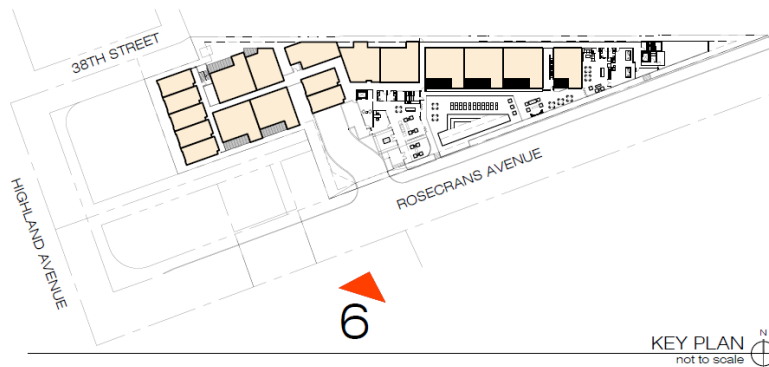 38TH STREET
HIGHLAND AVENUE
ROSECRANS AVENUE
6
KEY PLAN
not to scale
N